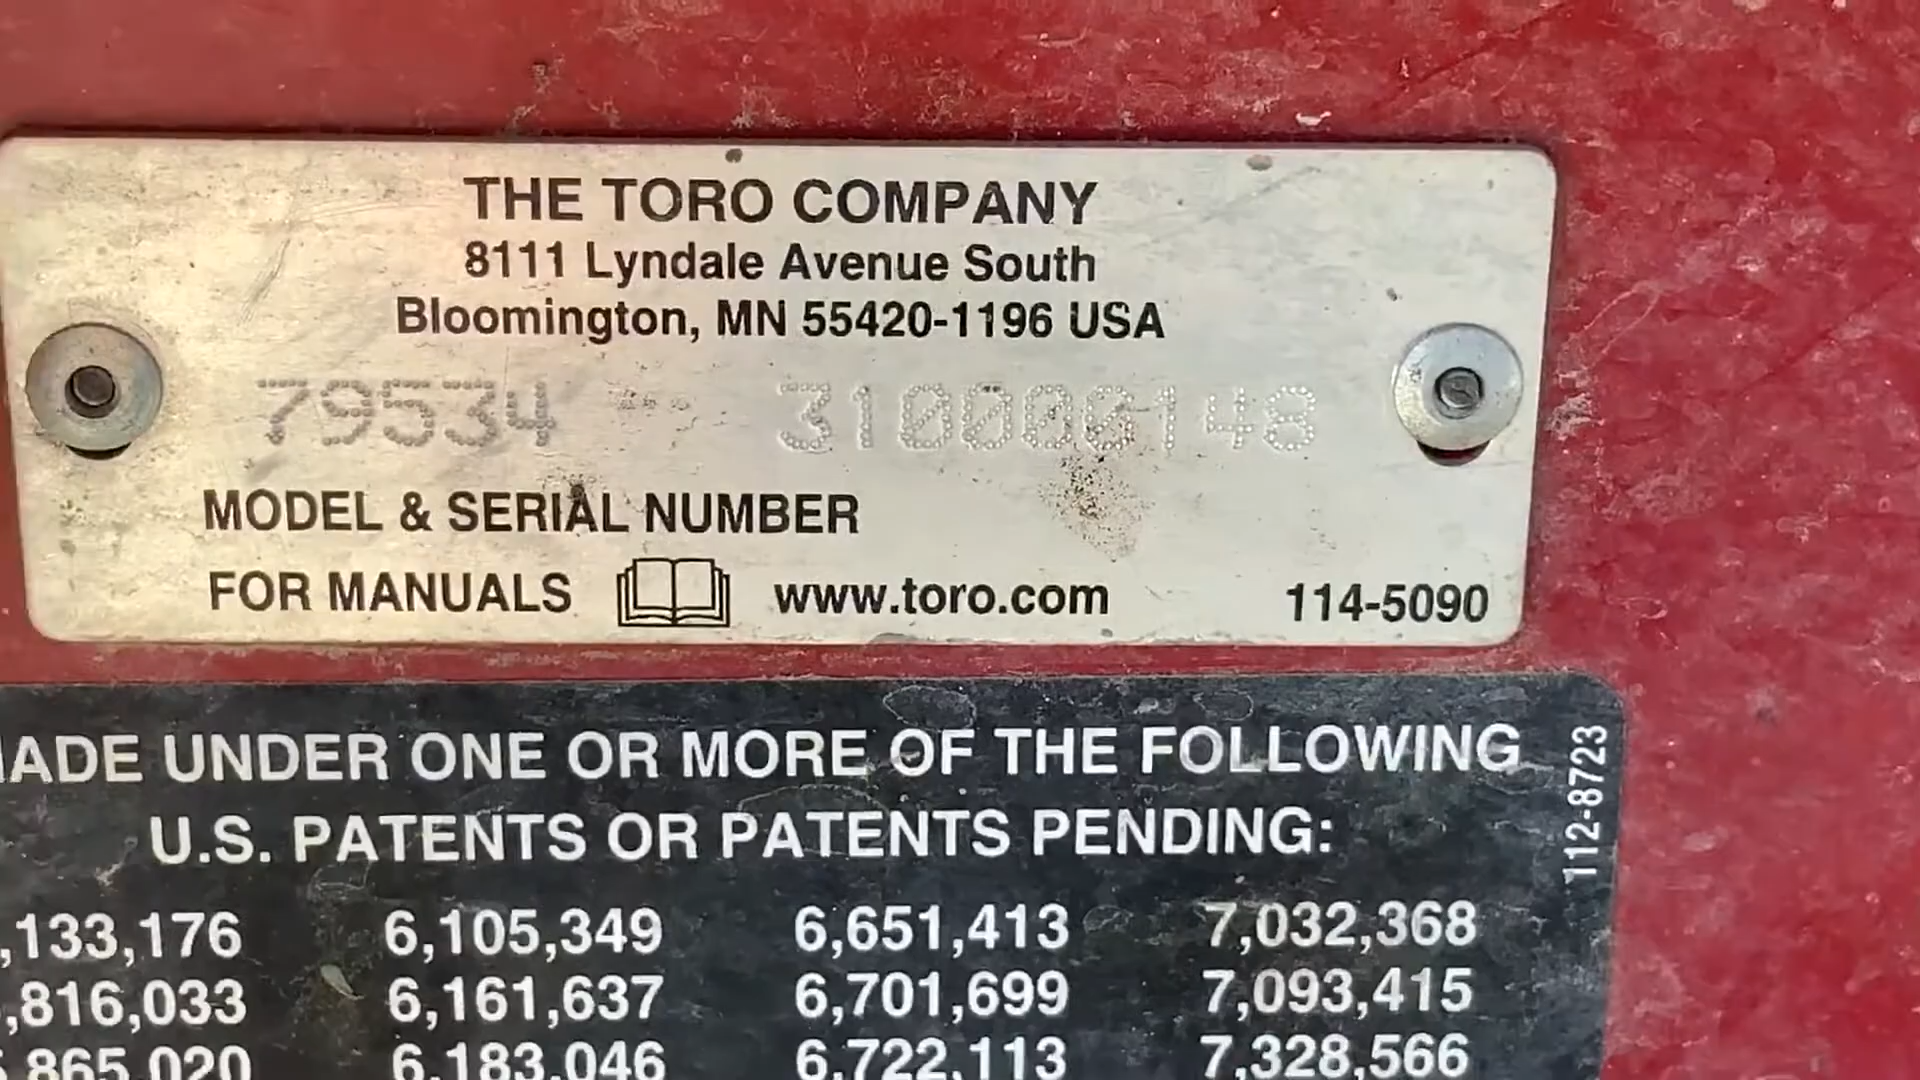 THE TORO COMPANY
8111 Lyndale Avenue South
Bloomington, MN 55420-1196 USA
79534 310000148
MODEL & SERIAL NUMBER
FOR MANUALS www.toro.com 114-5090
ADE UNDER ONE OR MORE OF THE FOLLOWING
U.S. PATENTS OR PATENTS PENDING:
112-8723
,133,176 6,105,349 6,651,413 7,032,368
,816,033 6,161,637 6,701,699 7,093,415
,865,020 6,183,046 6,722,113 7,328,566